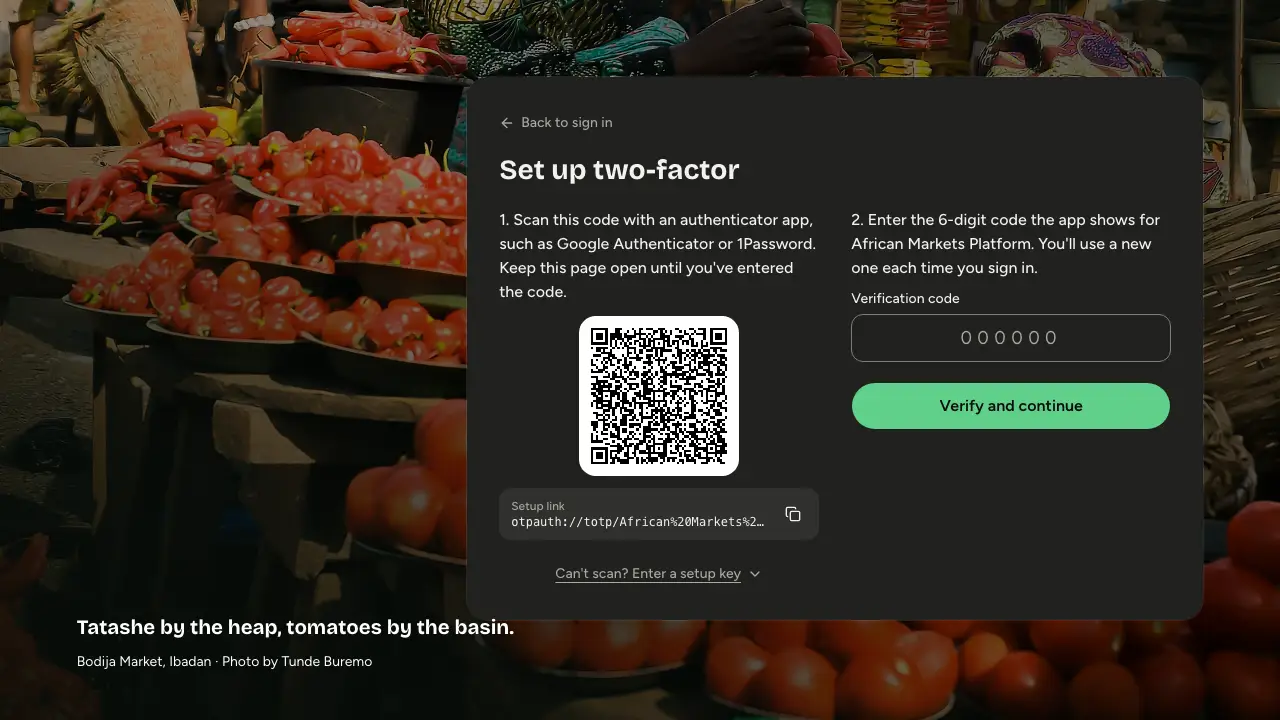 Back to sign in
Set up two-factor
1. Scan this code with an authenticator app,
such as Google Authenticator or 1Password.
Keep this page open until you've entered
the code.
Setup link
otpauth://totp/African%20Markets%2…
Can't scan? Enter a setup key
2. Enter the 6-digit code the app shows for
African Markets Platform. You'll use a new
one each time you sign in.
Verification code
000000
Verify and continue
Tatashe by the heap, tomatoes by the basin.
Bodija Market, Ibadan · Photo by Tunde Buremo